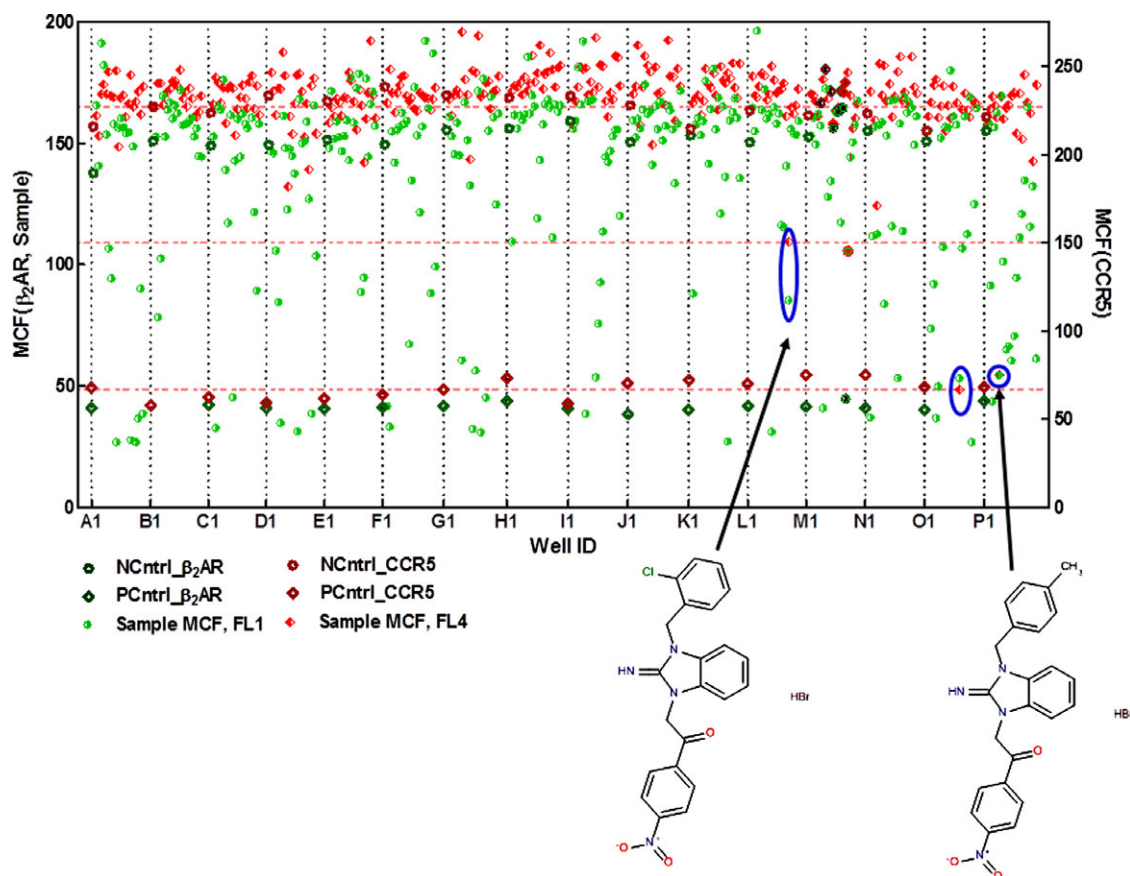 200
150
100
50
0
MCF(β₂AR, Sample)
250
200
150
100
50
0
MCF(CCR5)
A1 B1 C1 D1 E1 F1 G1 H1 I1 J1 K1 L1 M1 N1 O1 P1
Well ID
NCntrl_β₂AR NCntrl_CCR5
PCntrl_β₂AR PCntrl_CCR5
Sample MCF, FL1 Sample MCF, FL4
Cl
N
HN
N
HBr
O
N⁺
⁻O
O
CH₃
N
HN
N
HB
O
N⁺
⁻O
O